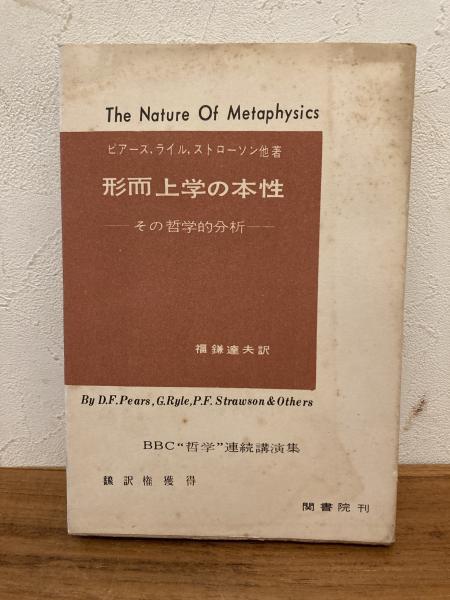 The Nature Of Metaphysics
ピアース,ライル,ストローソン他著
形而上学の本性
—その哲学的分析——
福鎌達夫訳
By D.F.Pears,G.Ryle,P.F.Strawson&Others
BBC“哲学”連続講演集
飜訳権獲得
関書院刊